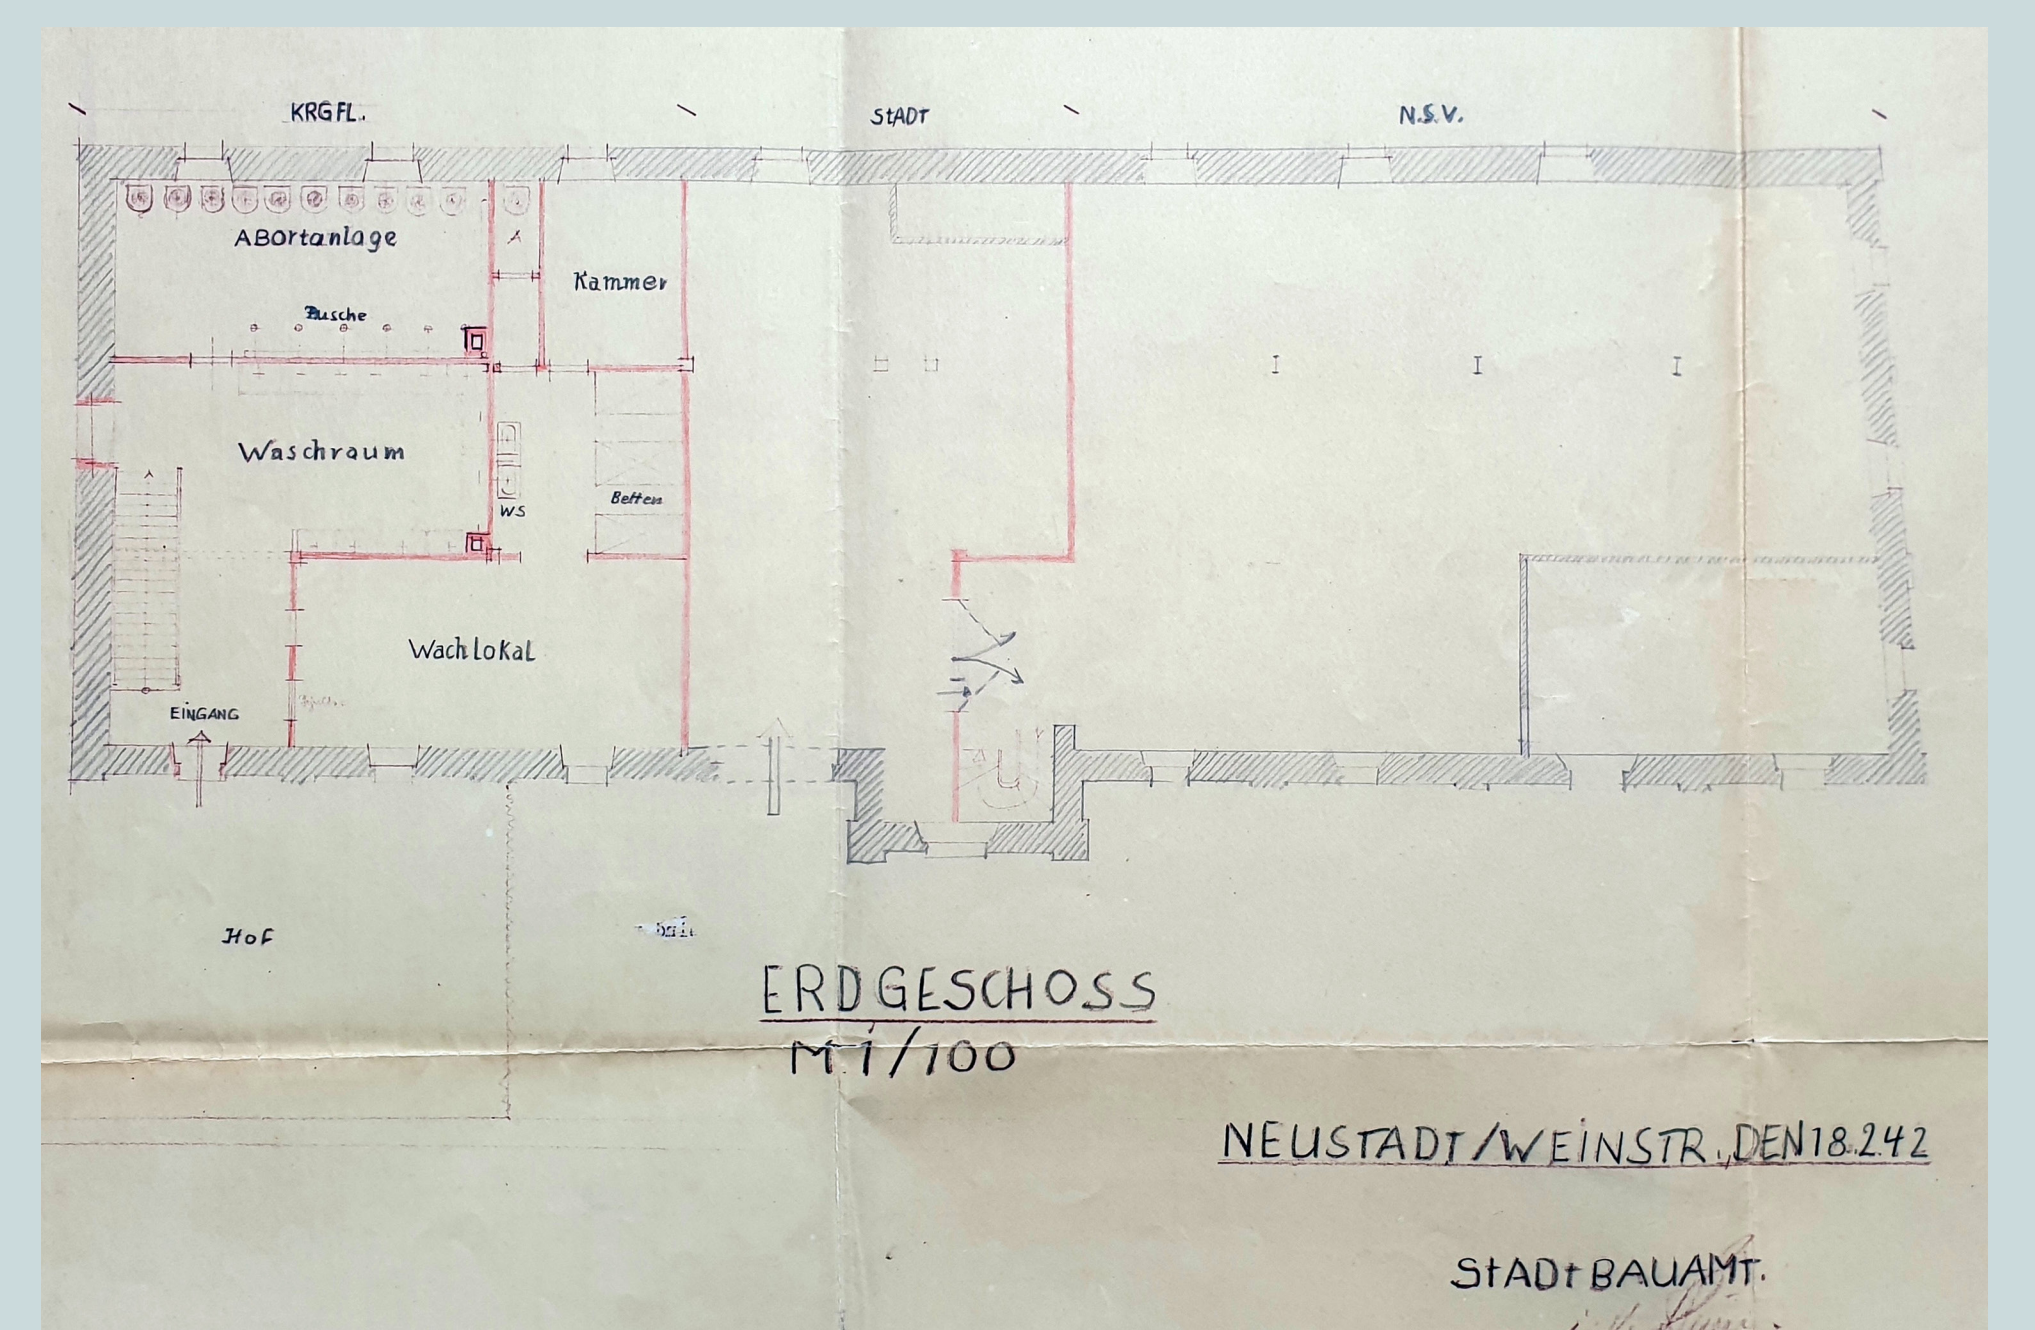 KRGFL.
StADT
N.S.V.
ABOrtanlage
Dusche
A
Kammer
Waschraum
WS
Betten
Wachlokal
EINGANG
Hof
ERDGESCHOSS
M 1/100
NEUSTADT/WEINSTR., DEN 18.2.42
StADtBAUAMT.